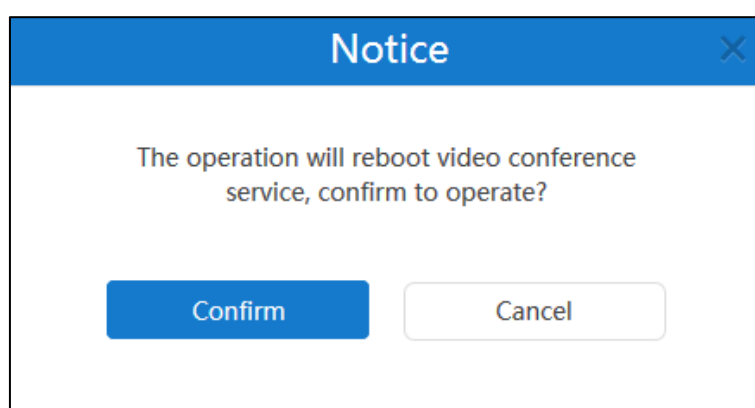 Notice
The operation will reboot video conference
service, confirm to operate?
Confirm
Cancel